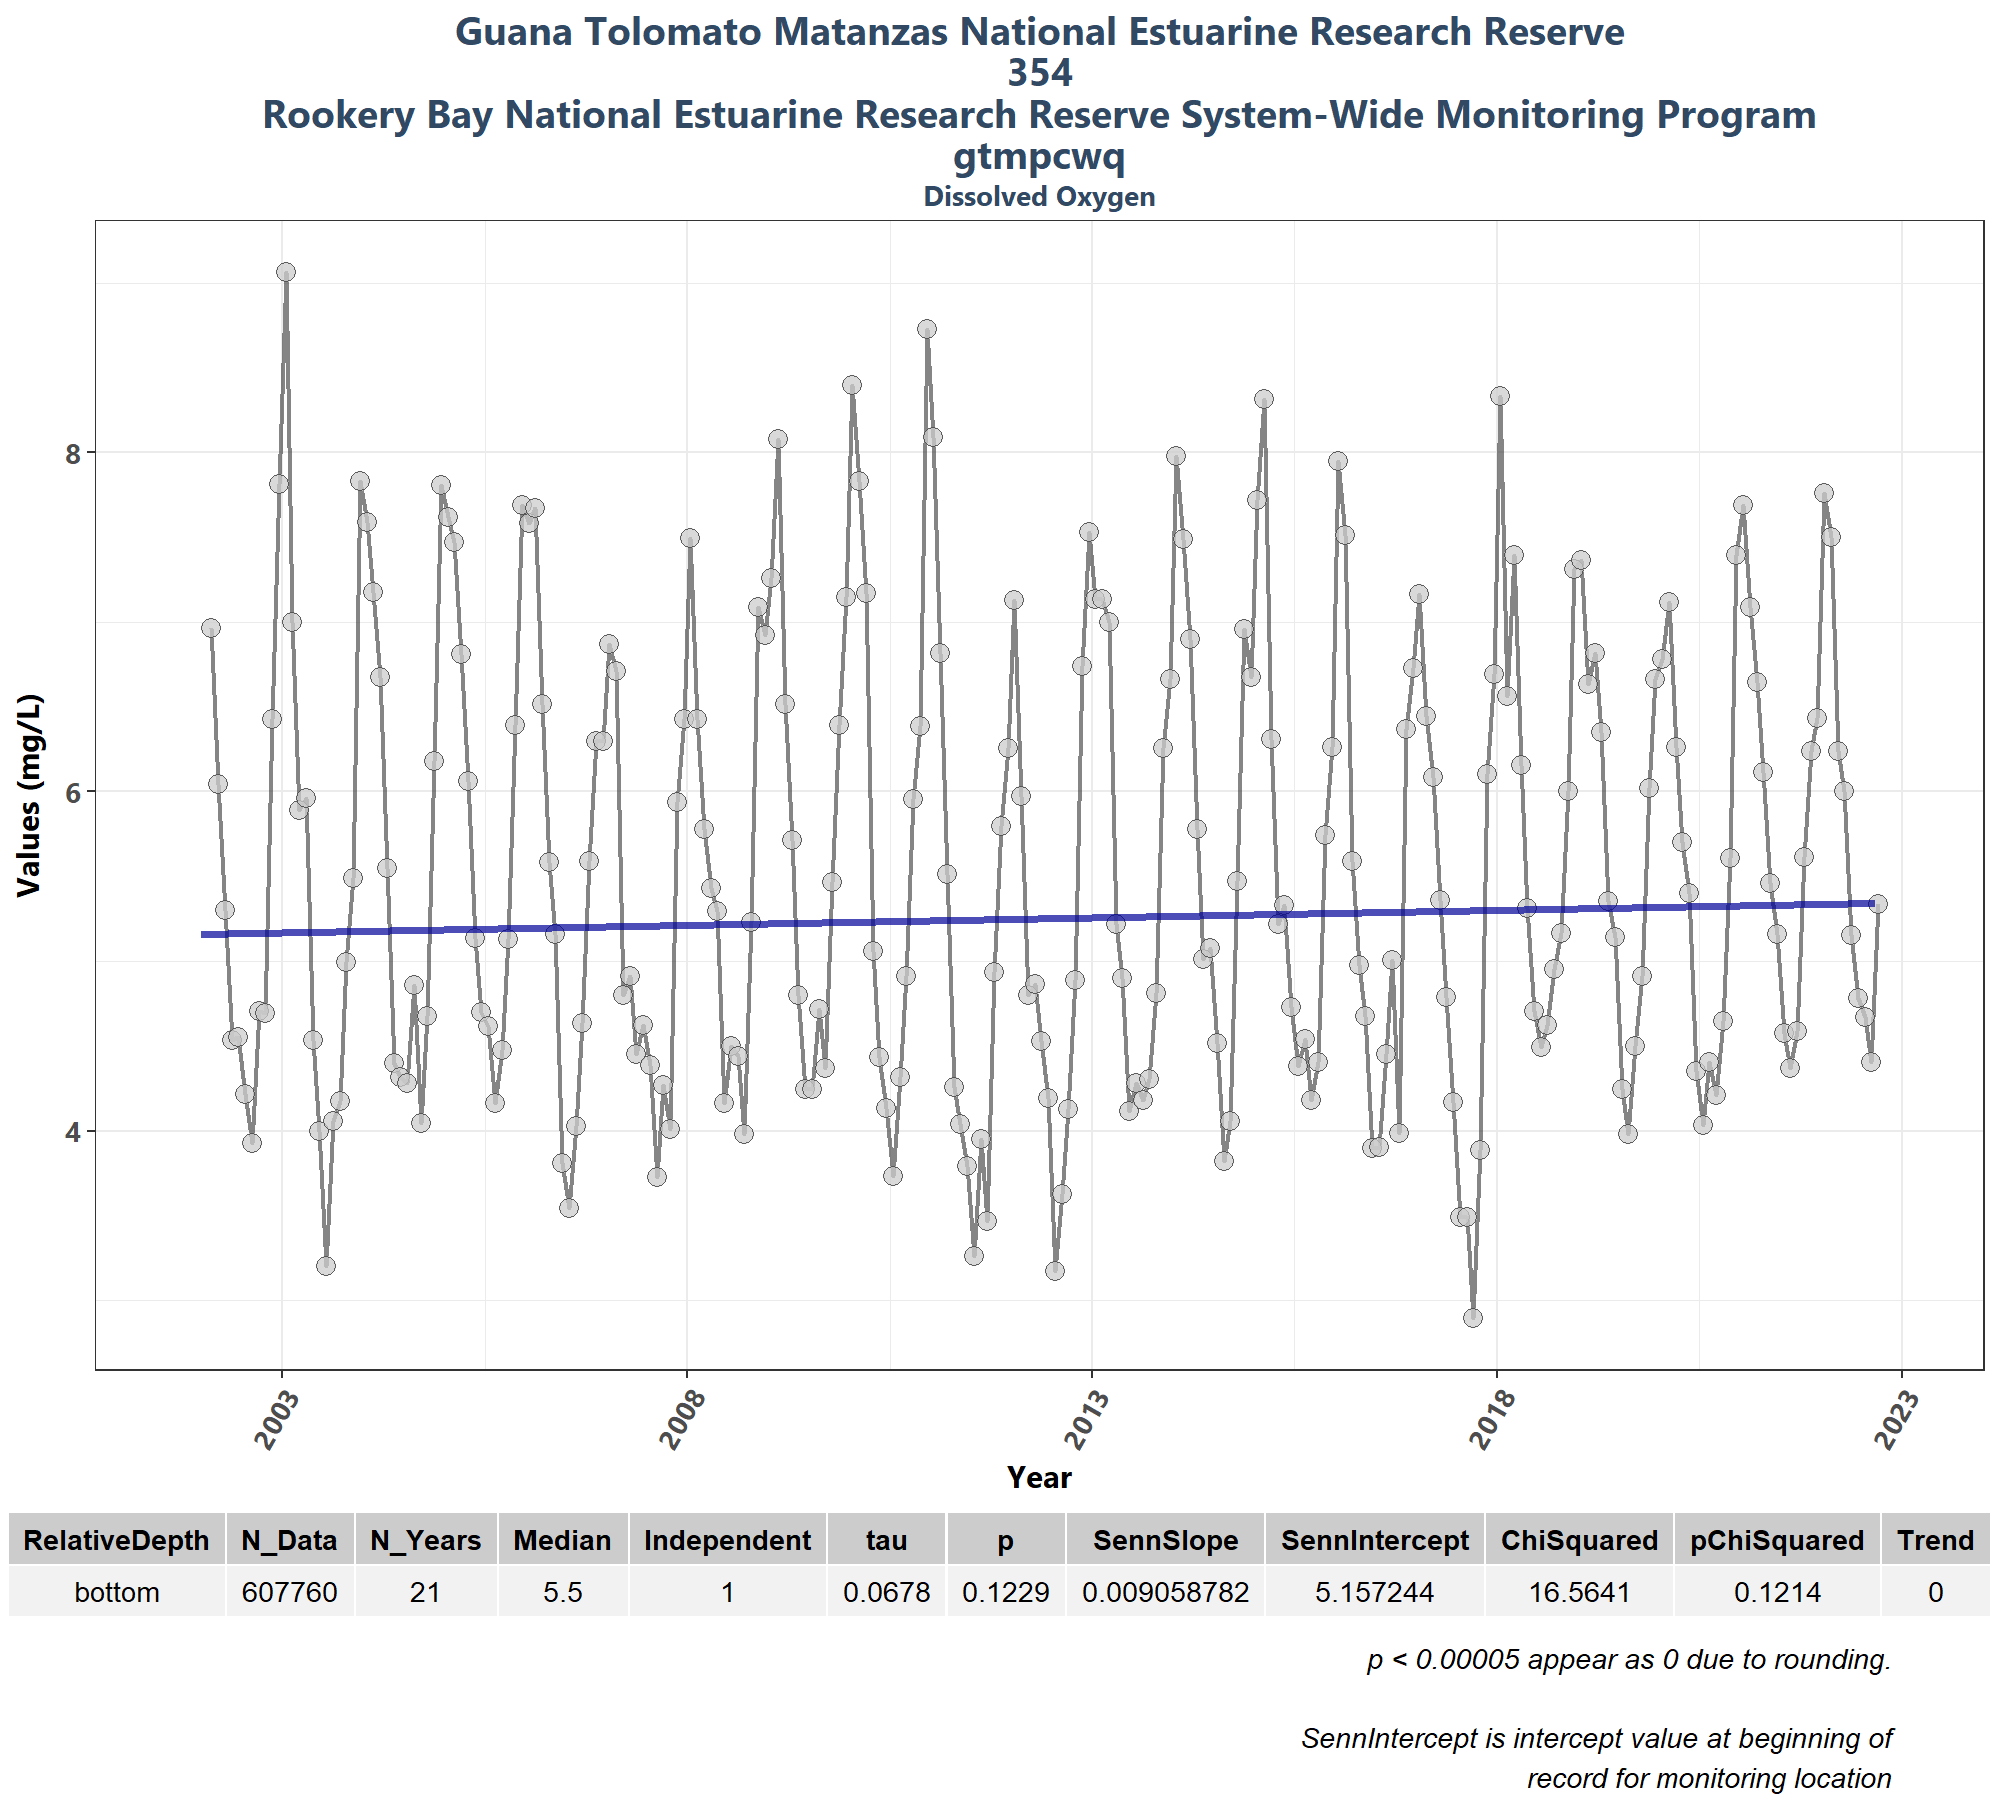 Guana Tolomato Matanzas National Estuarine Research Reserve
354
Rookery Bay National Estuarine Research Reserve System-Wide Monitoring Program
gtmpcwq
Dissolved Oxygen
Values (mg/L)
8
6
4
2003
2008
2013
2018
2023
Year
RelativeDepth N_Data N_Years Median Independent tau p SennSlope SennIntercept ChiSquared pChiSquared Trend
bottom 607760 21 5.5 1 0.0678 0.1229 0.009058782 5.157244 16.5641 0.1214 0
p < 0.00005 appear as 0 due to rounding.
SennIntercept is intercept value at beginning of
record for monitoring location